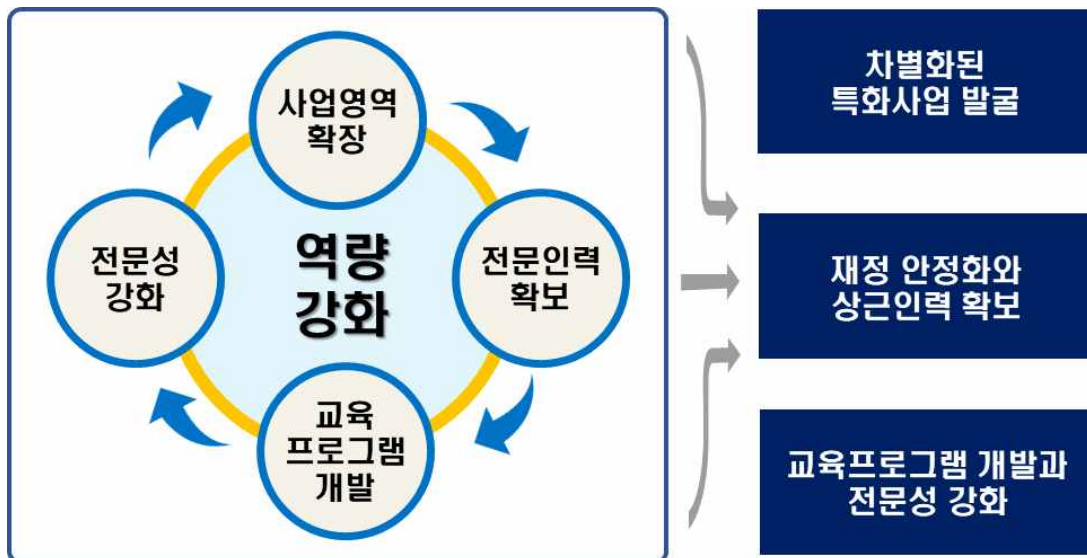 사업영역
확장
전문성
강화
역량
강화
전문인력
확보
교육
프로그램
개발
차별화된
특화사업 발굴
재정 안정화와
상근인력 확보
교육프로그램 개발과
전문성 강화